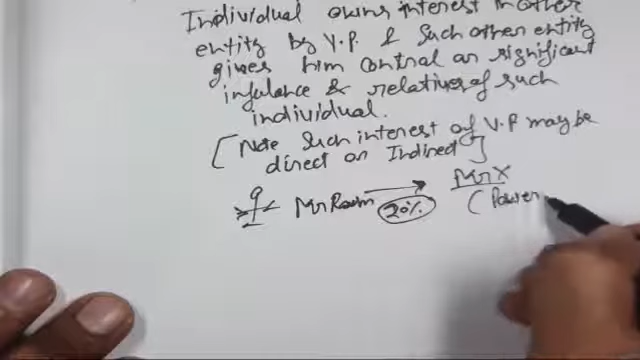 Individual owns interest in other
entity by V.P & Such other entity
gives him control or significant
infulance & relatives of such
individual.
[Note Such interest of V.P may be
direct or Indirect]
Mr Ram 20% Mr X
(Power